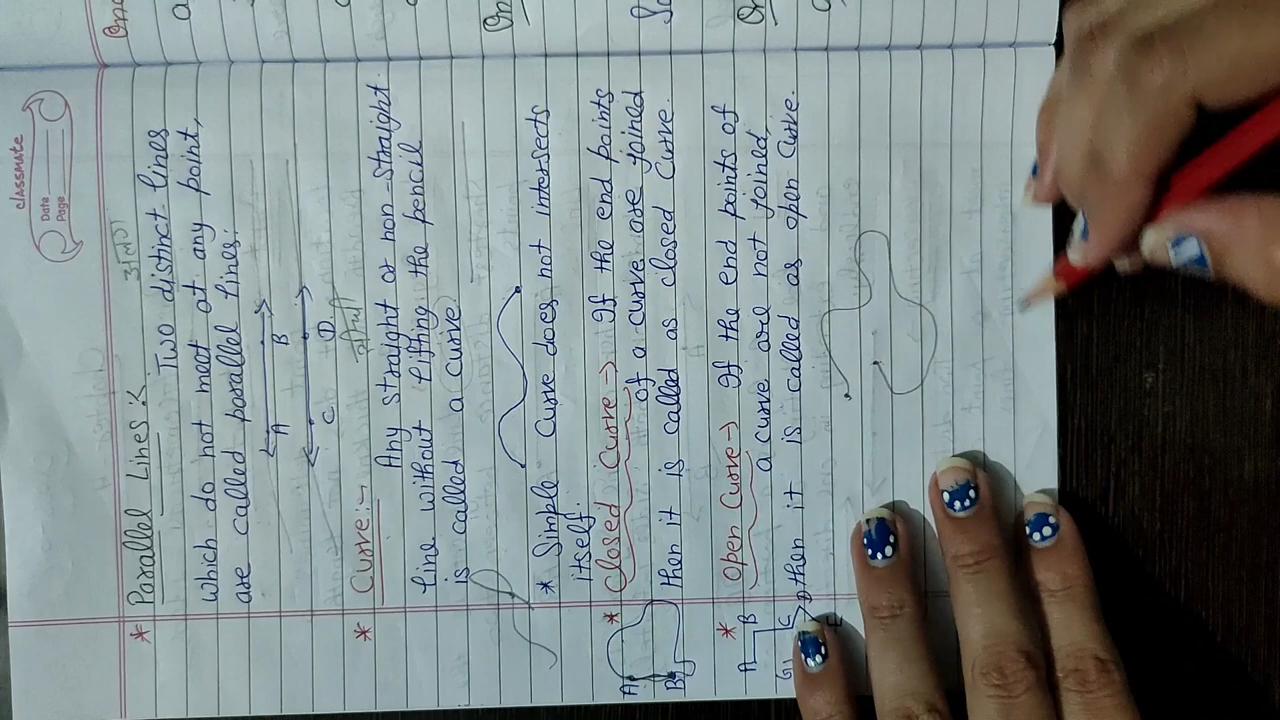 classmate
Date
Page
* Parallel Lines :-
अलग
Two distinct lines
which do not meet at any point,
are called parallel lines.
A B
C D
* Curve :-
Any straight or non-straight
line without lifting the pencil
is called a curve.
* Simple curve does not intersects
itself.
* Closed Curve → If the end points
of a curve are joined
then it is called as closed curve.
A
B
* Open Curve → If the end points of
a curve are not joined,
then it is called as open curve.
A B
G C
D
E